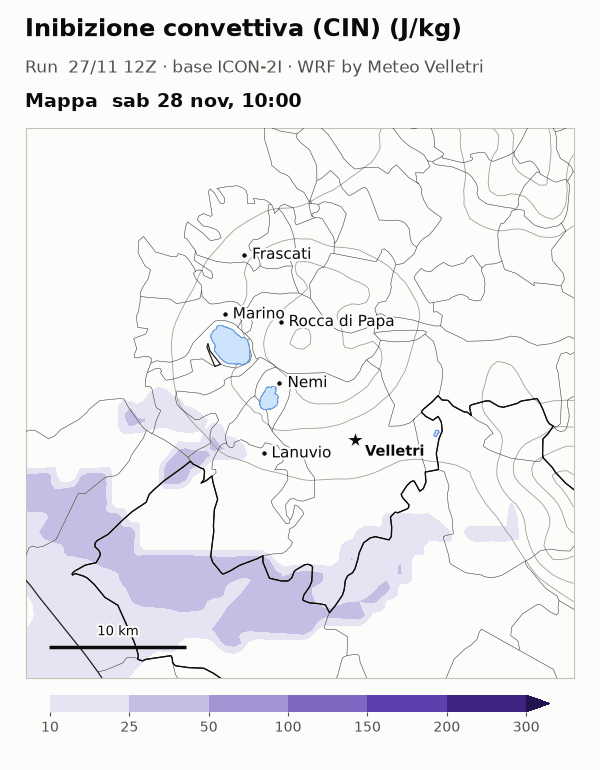 Inibizione convettiva (CIN) (J/kg)
Run  27/11 12Z · base ICON-2I · WRF by Meteo Velletri
Mappa  sab 28 nov, 10:00
Frascati
Marino
Rocca di Papa
Nemi
Velletri
Lanuvio
10 km
10 25 50 100 150 200 300